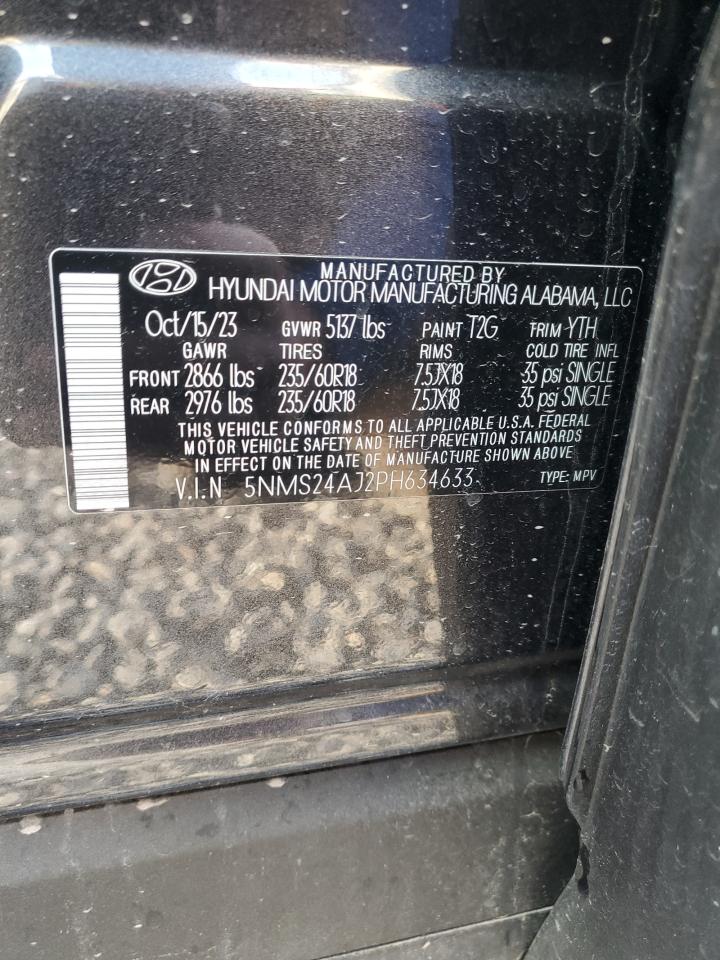 MANUFACTURED BY
HYUNDAI MOTOR MANUFACTURING ALABAMA, LLC
Oct/15/23 GVWR 5137 lbs PAINT T2G TRIM YTH
GAWR TIRES RIMS COLD TIRE INFL
FRONT 2866 lbs 235/60R18 7.5JX18 35 psi SINGLE
REAR 2976 lbs 235/60R18 7.5JX18 35 psi SINGLE
THIS VEHICLE CONFORMS TO ALL APPLICABLE U.S.A. FEDERAL
MOTOR VEHICLE SAFETY AND THEFT PREVENTION STANDARDS
IN EFFECT ON THE DATE OF MANUFACTURE SHOWN ABOVE
V.I.N 5NMS24AJ2PH634633 TYPE: MPV